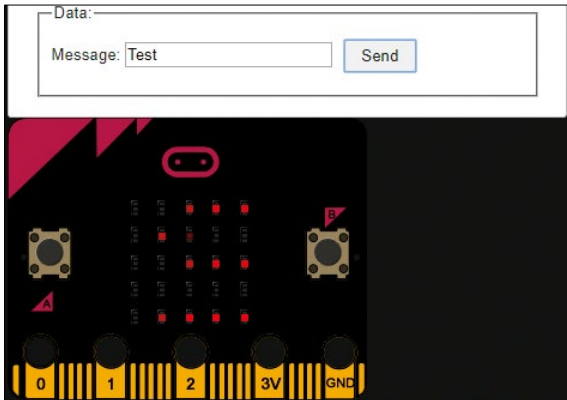 Data:
Message: Test Send
B
A
0 1 2 3V GND